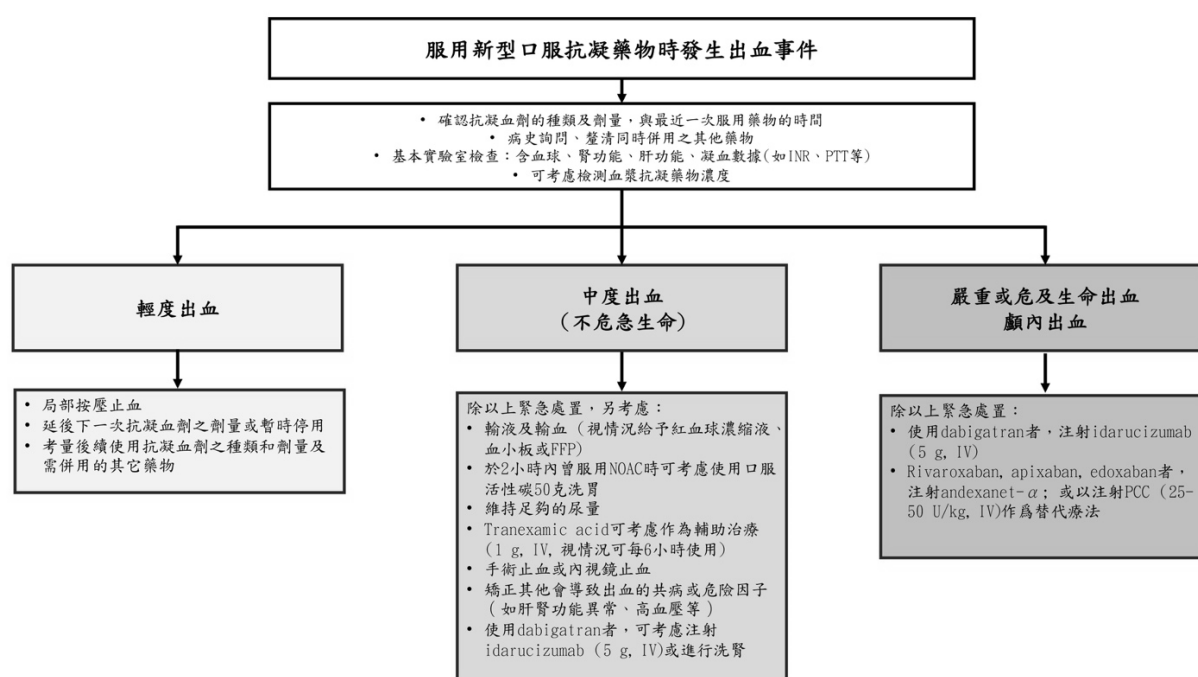 服用新型口服抗凝藥物時發生出血事件
• 確認抗凝血劑的種類及劑量，與最近一次服用藥物的時間
• 病史詢問、釐清同時併用之其他藥物
• 基本實驗室檢查：含血球、腎功能、肝功能、凝血數據(如INR、PTT等)
• 可考慮檢測血漿抗凝藥物濃度
輕度出血
• 局部按壓止血
• 延後下一次抗凝血劑之劑量或暫時停用
• 考量後續使用抗凝血劑之種類和劑量及
需併用的其它藥物
中度出血
（不危急生命）
除以上緊急處置，另考慮：
• 輸液及輸血（視情況給予紅血球濃縮液、
血小板或FFP）
• 於2小時內曾服用NOAC時可考慮使用口服
活性碳50克洗胃
• 維持足夠的尿量
• Tranexamic acid可考慮作為輔助治療
(1 g, IV, 視情況可每6小時使用)
• 手術止血或內視鏡止血
• 矯正其他會導致出血的共病或危險因子
（如肝腎功能異常、高血壓等）
• 使用dabigatran者，可考慮注射
idarucizumab (5 g, IV)或進行洗腎
嚴重或危及生命出血
顱內出血
除以上緊急處置：
• 使用dabigatran者，注射idarucizumab
(5 g, IV)
• Rivaroxaban, apixaban, edoxaban者，
注射andexanet-α; 或以注射PCC (25-
50 U/kg, IV)作爲替代療法